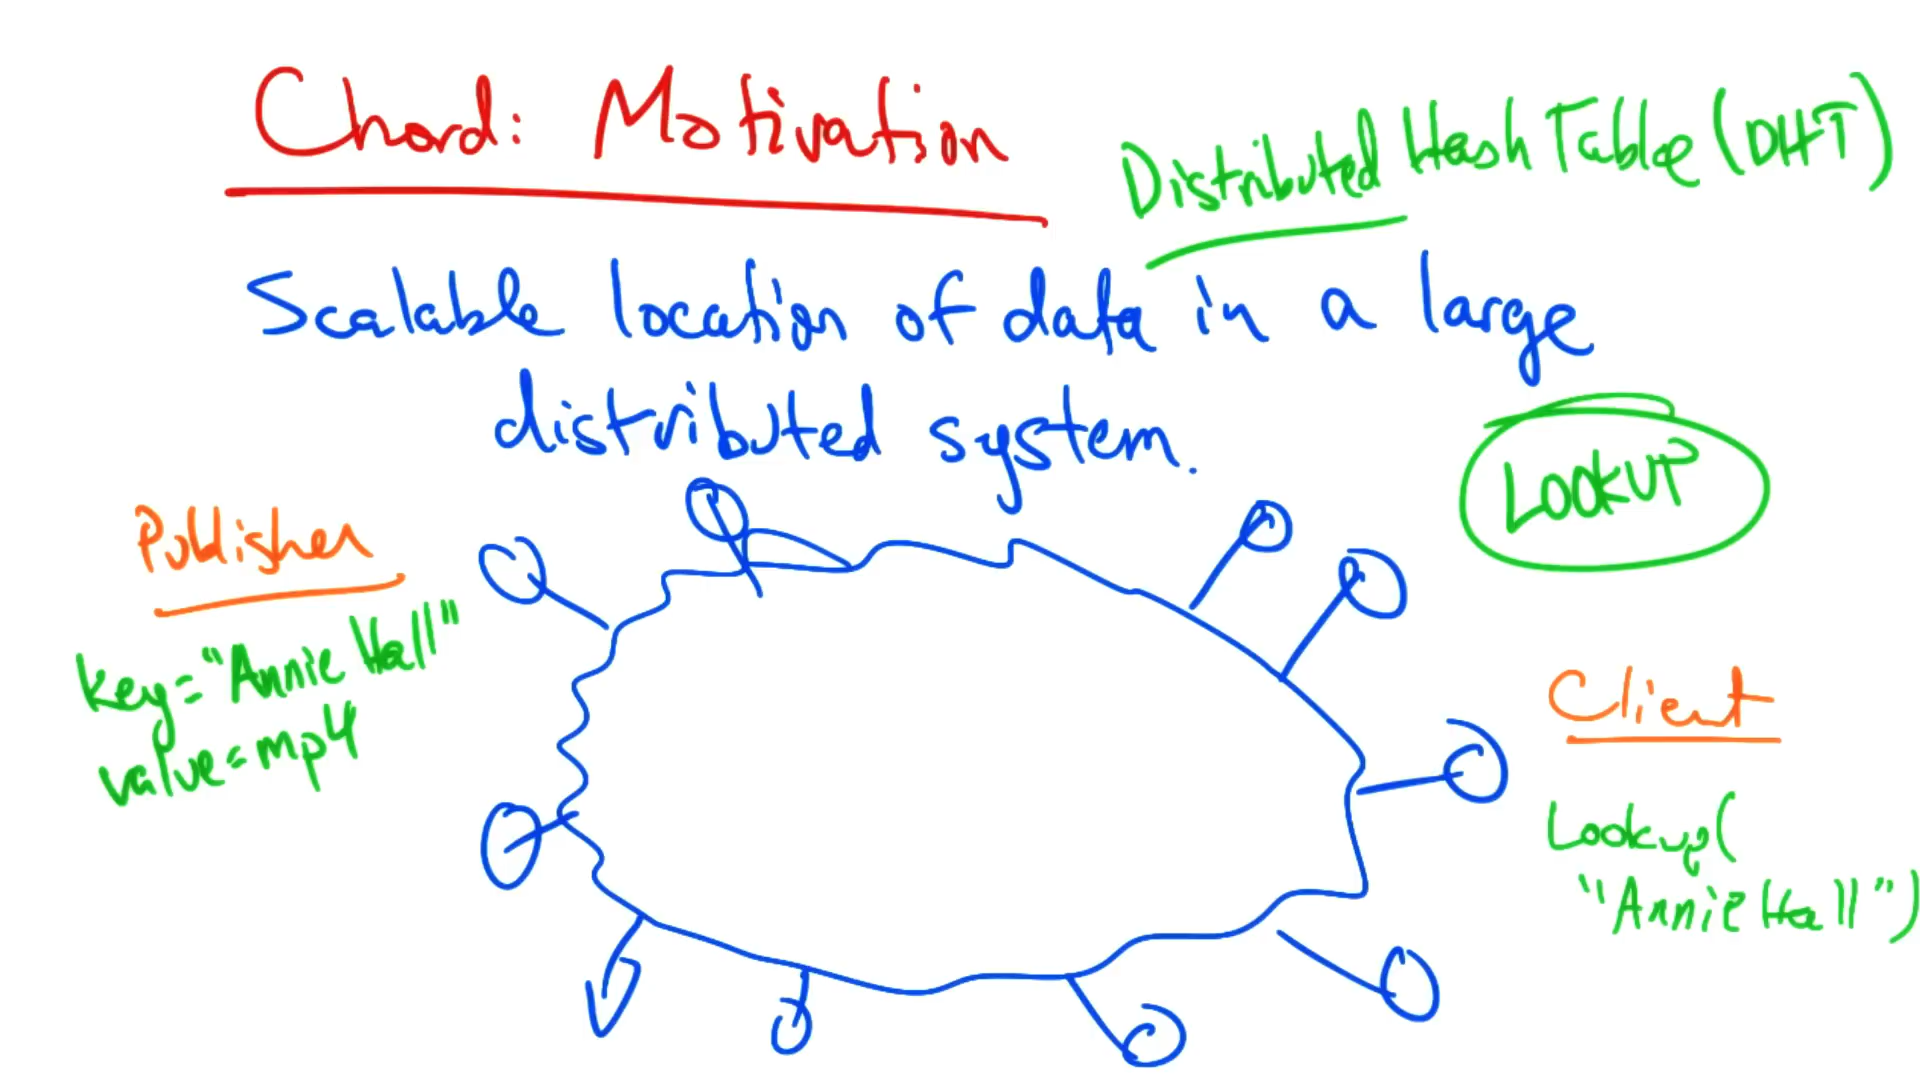 Chord: Motivation
Distributed Hash Table (DHT)
Scalable location of data in a large
distributed system.
LOOKUP
Publisher
key="Annie Hall"
value=mp4
Client
Lookup(
"Annie Hall")